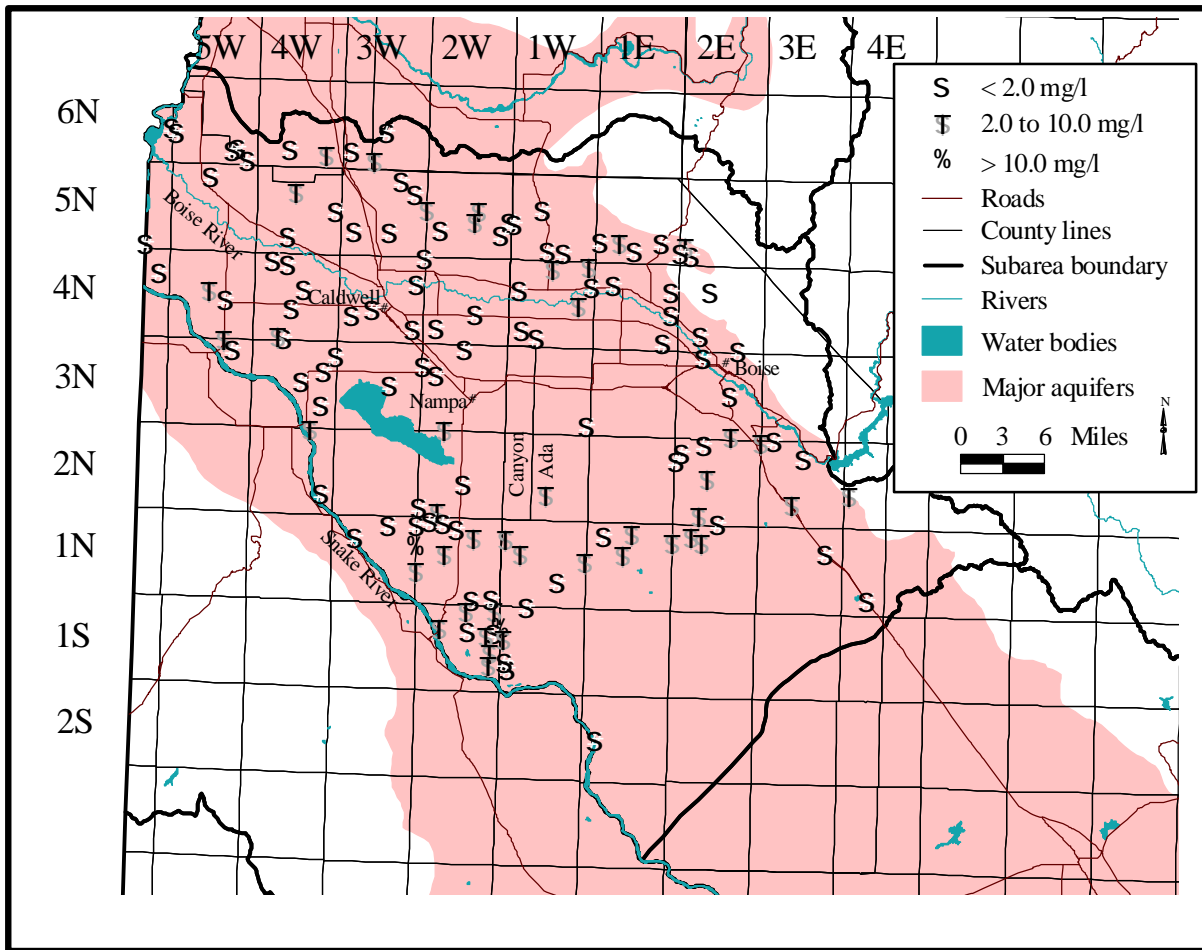 5W 4W 3W 2W 1W 1E 2E 3E 4E
6N
5N
4N
3N
2N
1N
1S
2S
S < 2.0 mg/l
T 2.0 to 10.0 mg/l
% > 10.0 mg/l
Roads
County lines
Subarea boundary
Rivers
Water bodies
Major aquifers
N
0 3 6 Miles
Boise River
Caldwell
Nampa
Boise
Canyon
Ada
Snake River